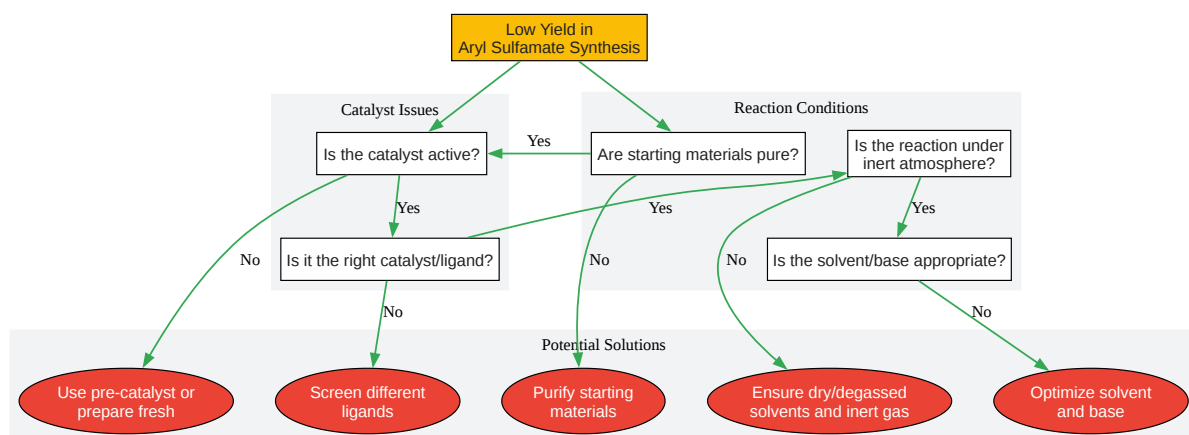 Low Yield in
Aryl Sulfamate Synthesis
Catalyst Issues
Reaction Conditions
Is the catalyst active?
Yes
Are starting materials pure?
Is the reaction under
inert atmosphere?
Yes
Yes
Yes
No
Is it the right catalyst/ligand?
No
No
Is the solvent/base appropriate?
No
No
Potential Solutions
Use pre-catalyst or
prepare fresh
Screen different
ligands
Purify starting
materials
Ensure dry/degassed
solvents and inert gas
Optimize solvent
and base